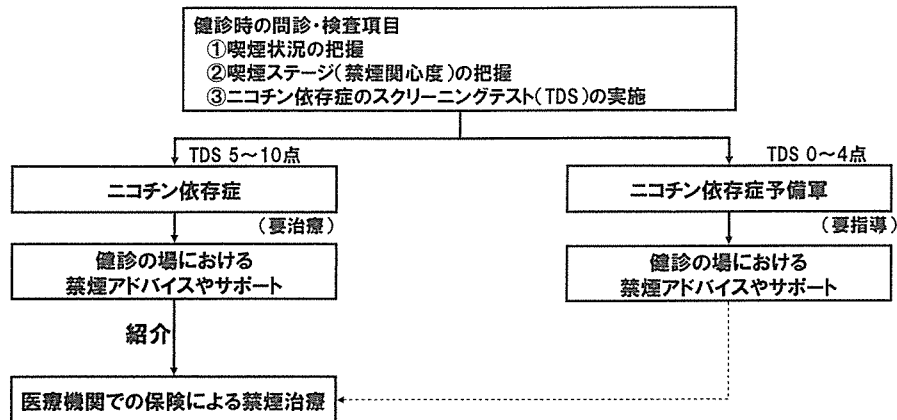 健診時の問診・検査項目
①喫煙状況の把握
②喫煙ステージ(禁煙関心度)の把握
③ニコチン依存症のスクリーニングテスト(TDS)の実施
TDS 5~10点
TDS 0~4点
ニコチン依存症
ニコチン依存症予備軍
(要治療)
(要指導)
健診の場における
禁煙アドバイスやサポート
健診の場における
禁煙アドバイスやサポート
紹介
医療機関での保険による禁煙治療